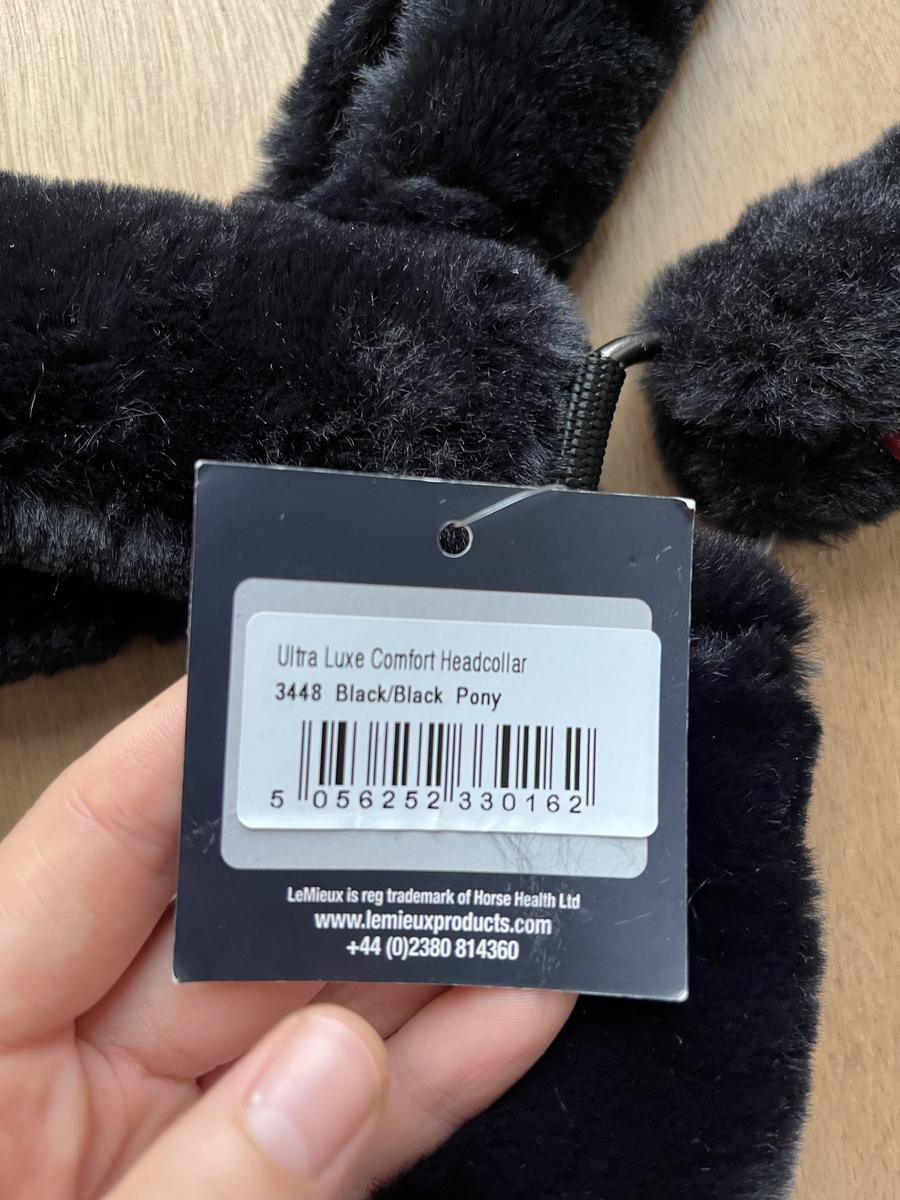 Ultra Luxe Comfort Headcollar
3448 Black/Black Pony
5 056252 330162
LeMieux is reg trademark of Horse Health Ltd
www.lemieuxproducts.com
+44 (0)2380 814360